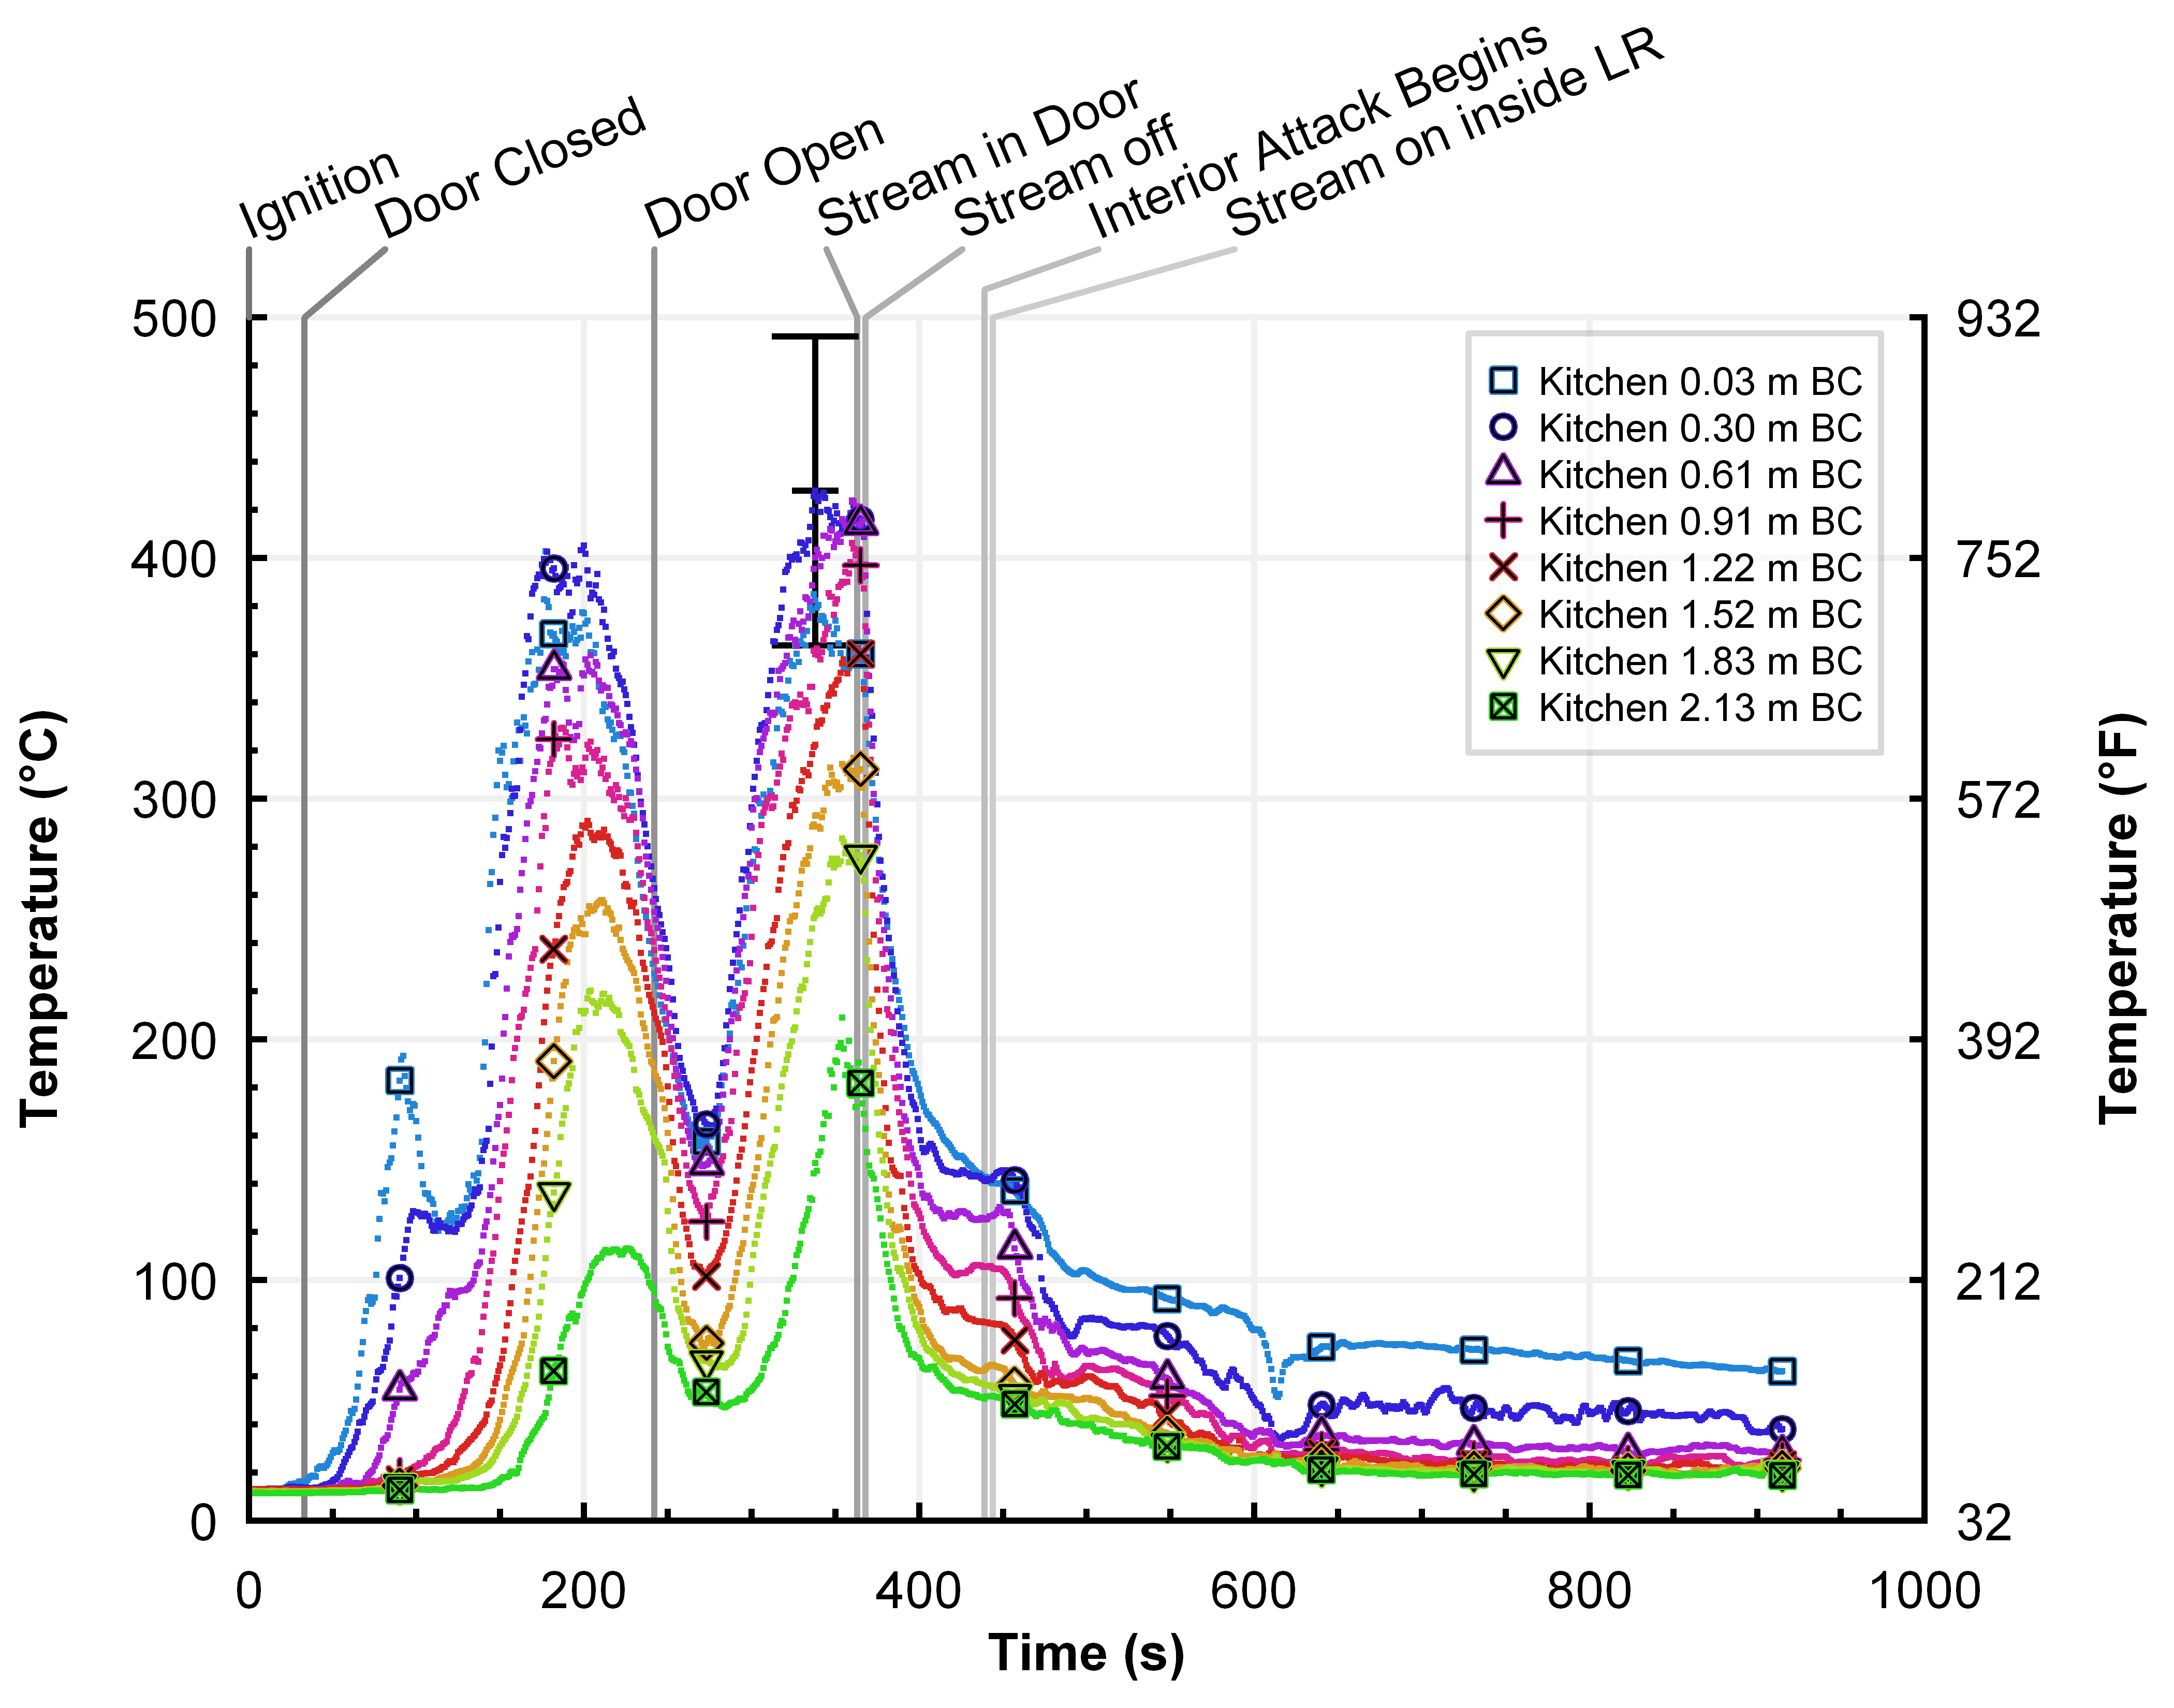 Ignition
Door Closed
Door Open
Stream in Door
Stream off
Interior Attack Begins
Stream on inside LR
Temperature (°C)
500
400
300
200
100
0
932
752
572
392
212
32
Temperature (°F)
Kitchen 0.03 m BC
Kitchen 0.30 m BC
Kitchen 0.61 m BC
Kitchen 0.91 m BC
Kitchen 1.22 m BC
Kitchen 1.52 m BC
Kitchen 1.83 m BC
Kitchen 2.13 m BC
0 200 400 600 800 1000
Time (s)